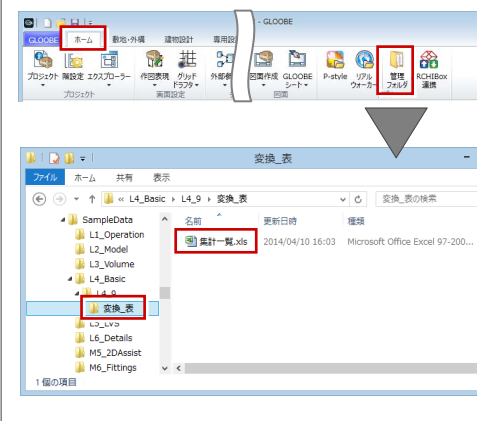 - GLOOBE
GLOOBE ホーム 敷地・外構 建物設計 専用設
プロジェクト 階設定 エクスプローラー 作図表現 グリッド ドラフタ 外部参 図面作成 GLOOBE シート P-style リアル ウォーカー 管理 フォルダ RCHIBox 連携
プロジェクト 画面設定 図面
変換_表
ファイル ホーム 共有 表示
« L4_Basic L4_9 変換_表 変換_表の検索
SampleData 名前 更新日時 種類
L1_Operation 集計一覧.xls 2014/04/10 16:03 Microsoft Office Excel 97-200...
L2_Model
L3_Volume
L4_Basic
L4_9
変換_表
L5_LVS
L6_Details
M5_2DAssist
M6_Fittings
1 個の項目